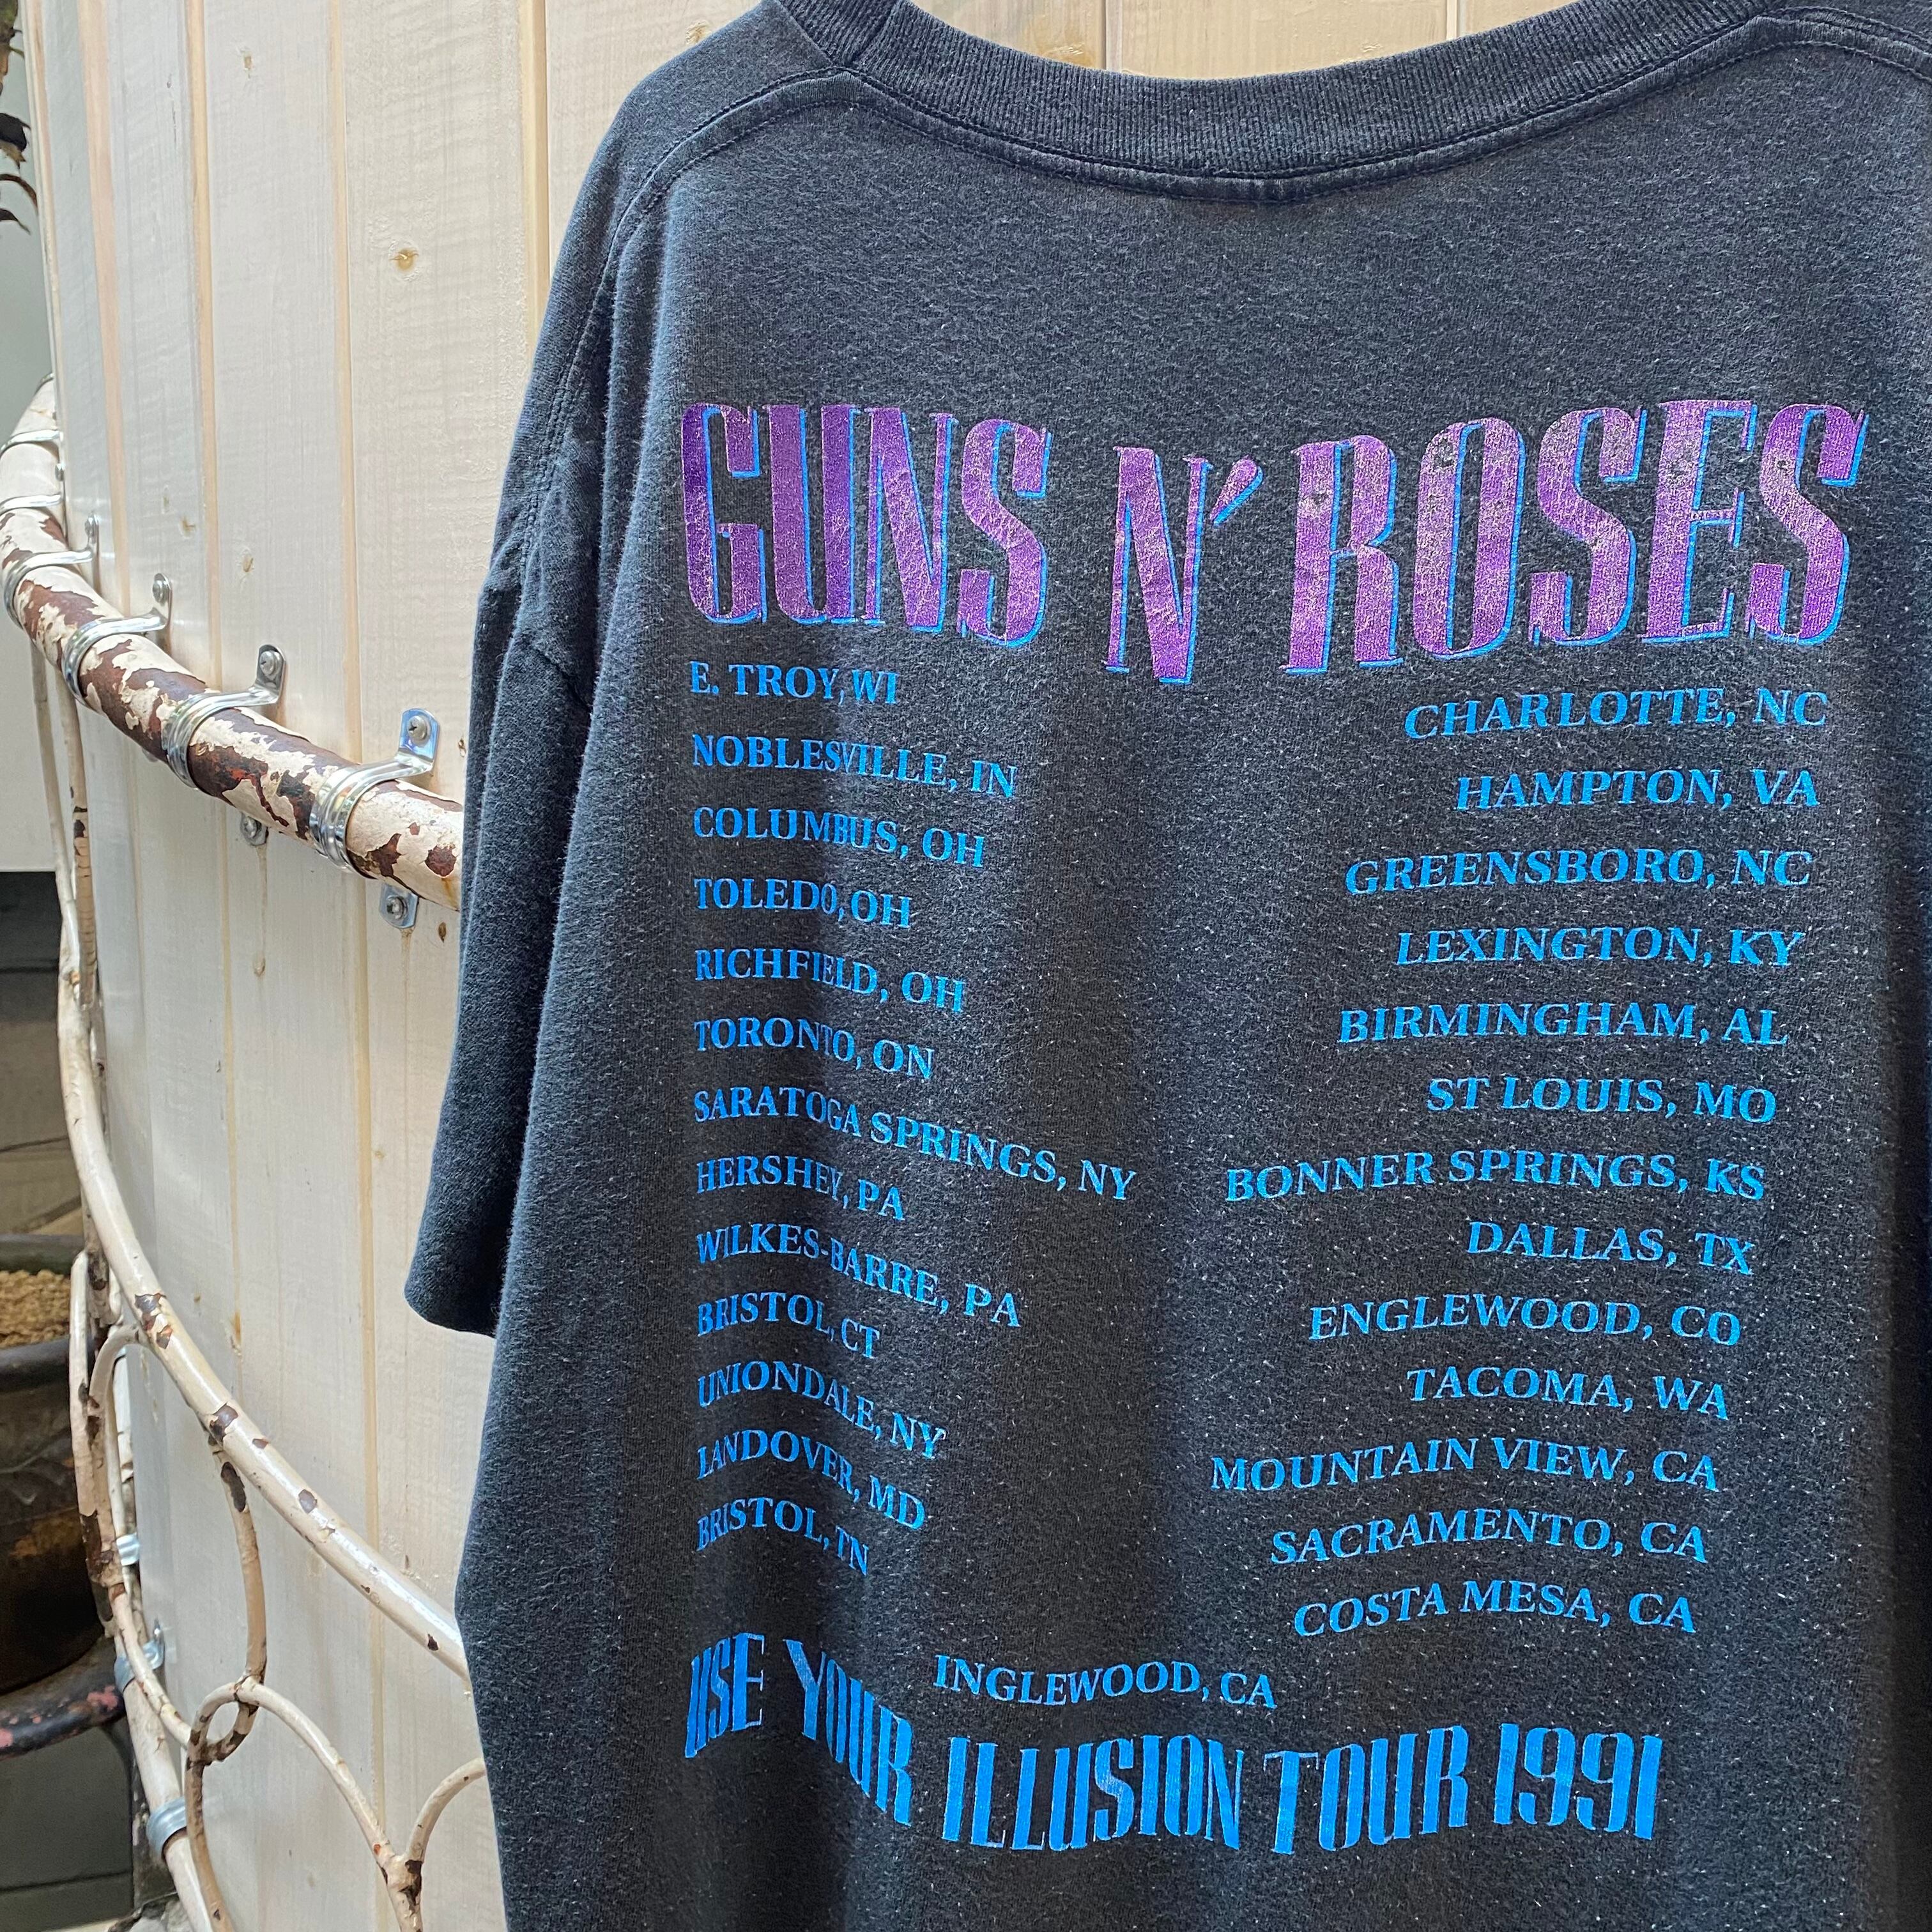 GUNS N' ROSES
E. TROY, WI
NOBLESVILLE, IN
COLUMBUS, OH
TOLEDO, OH
RICHFIELD, OH
TORONTO, ON
SARATOGA SPRINGS, NY
HERSHEY, PA
WILKES-BARRE, PA
BRISTOL, CT
UNIONDALE, NY
LANDOVER, MD
BRISTOL, TN
CHARLOTTE, NC
HAMPTON, VA
GREENSBORO, NC
LEXINGTON, KY
BIRMINGHAM, AL
ST LOUIS, MO
BONNER SPRINGS, KS
DALLAS, TX
ENGLEWOOD, CO
TACOMA, WA
MOUNTAIN VIEW, CA
SACRAMENTO, CA
COSTA MESA, CA
INGLEWOOD, CA
USE YOUR ILLUSION TOUR 1991